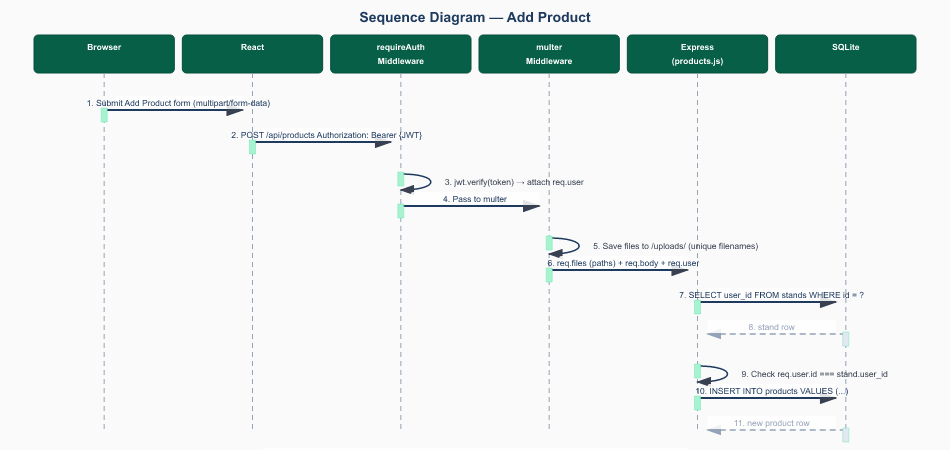 Sequence Diagram — Add Product
Browser
React
requireAuth
Middleware
multer
Middleware
Express
(products.js)
SQLite
1. Submit Add Product form (multipart/form-data)
2. POST /api/products Authorization: Bearer {JWT}
3. jwt.verify(token) → attach req.user
4. Pass to multer
5. Save files to /uploads/ (unique filenames)
6. req.files (paths) + req.body + req.user
7. SELECT user_id FROM stands WHERE id = ?
8. stand row
9. Check req.user.id === stand.user_id
10. INSERT INTO products VALUES (...)
11. new product row